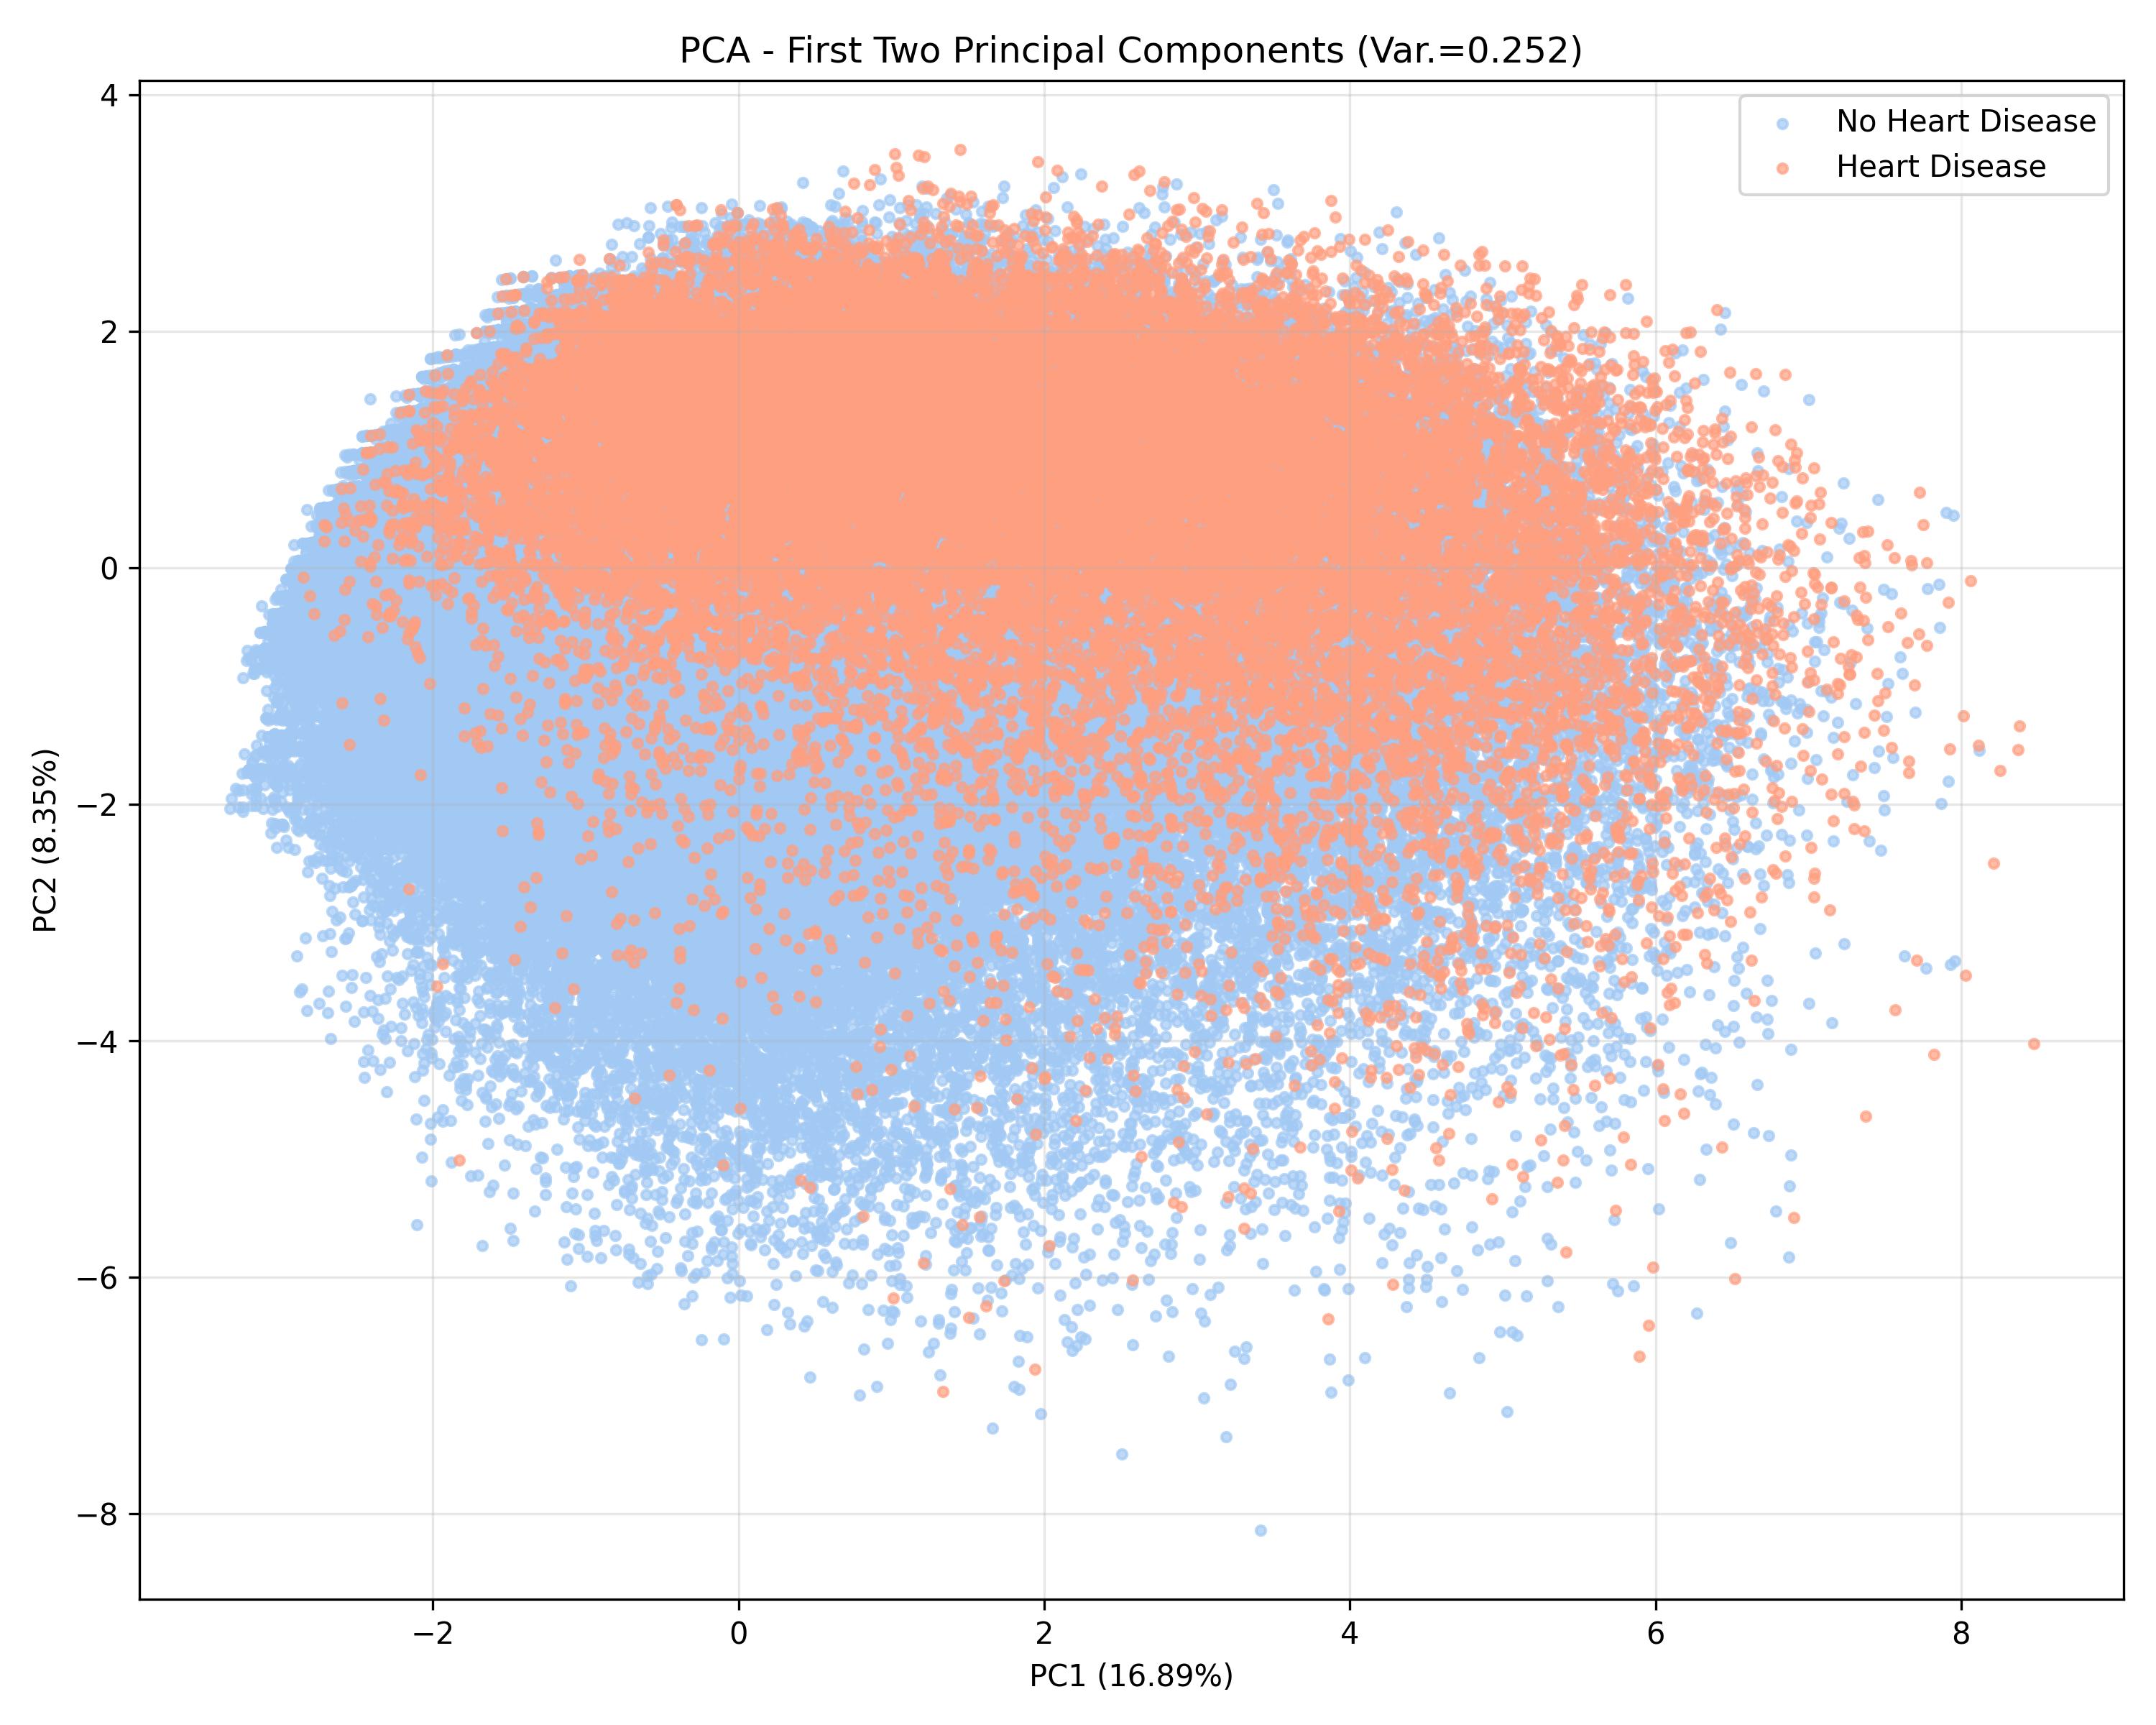 PCA - First Two Principal Components (Var.=0.252)
No Heart Disease
Heart Disease
4
2
0
−2
−4
−6
−8
PC2 (8.35%)
−2
0
2
4
6
8
PC1 (16.89%)